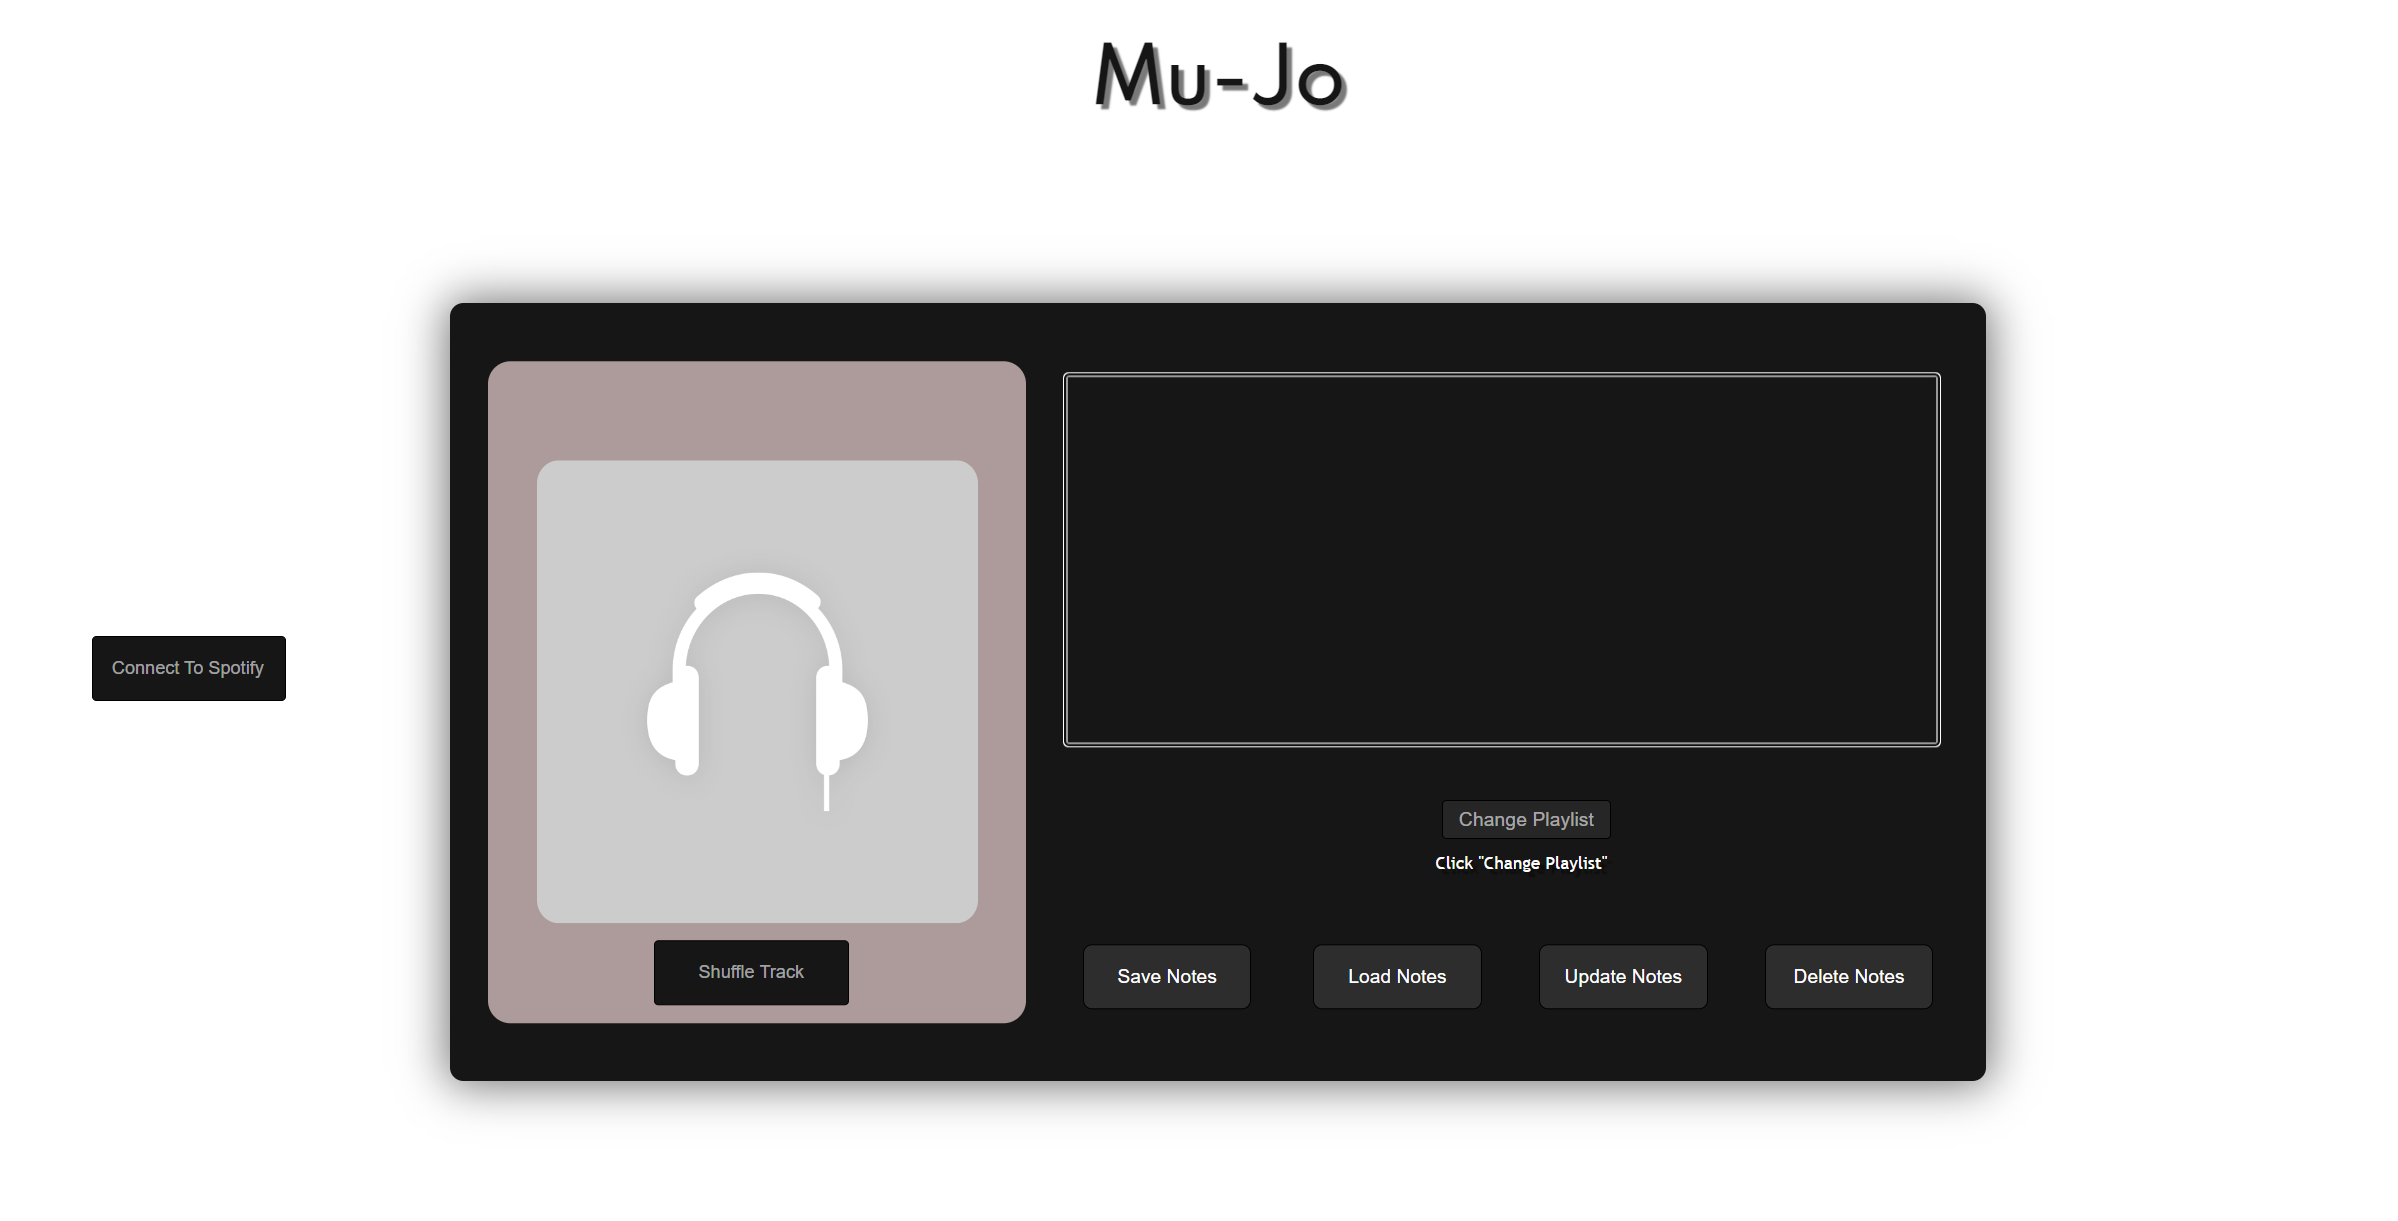 Mu-Jo
Connect To Spotify
Shuffle Track
Change Playlist
Click "Change Playlist"
Save Notes
Load Notes
Update Notes
Delete Notes